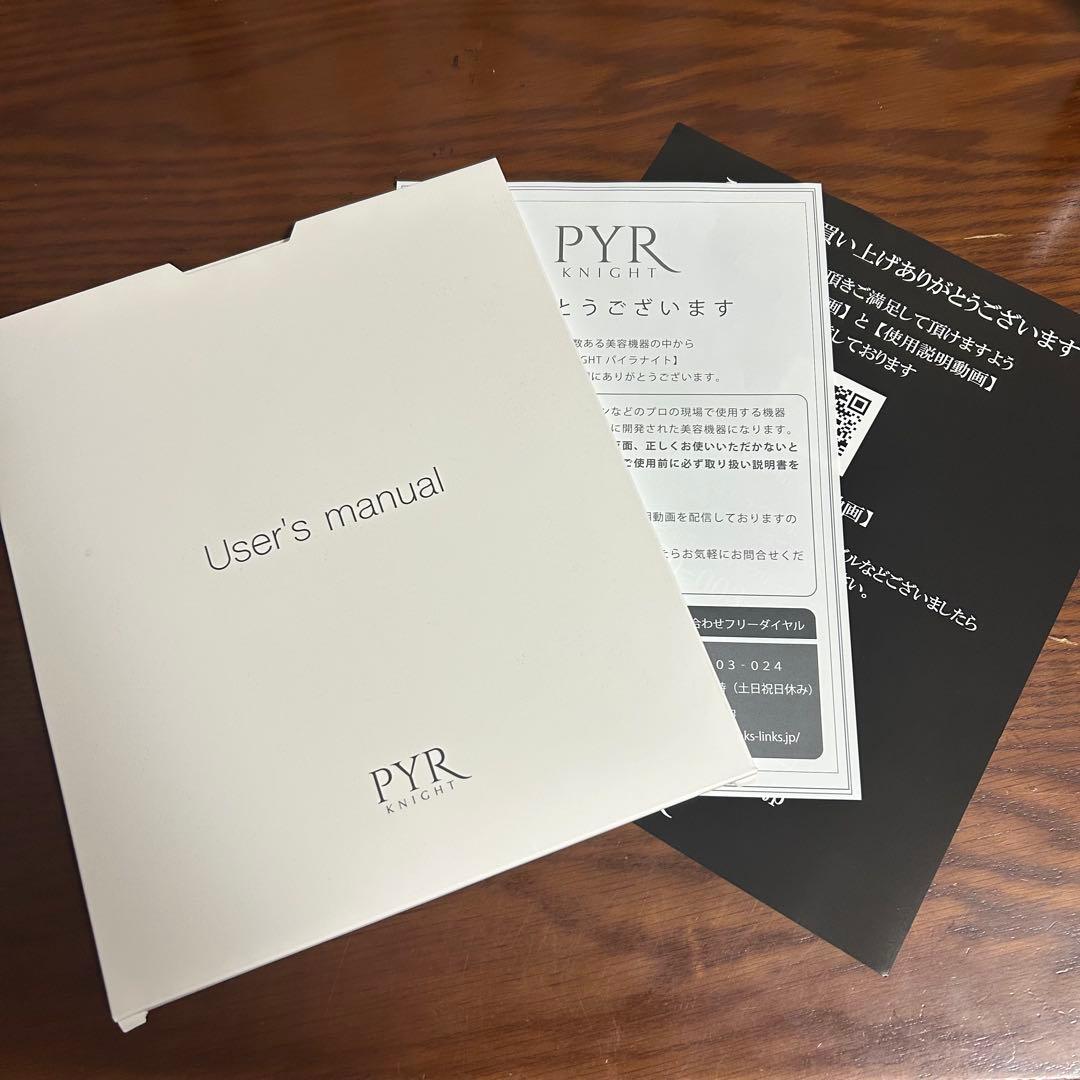 User's manual
PYR
KNIGHT
PYR
KNIGHT
とうございます
数ある美容機器の中から
GHT パイラナイト】
にありがとうございます。
ンなどのプロの現場で使用する機器
に開発された美容機器になります。
面、正しくお使いいただかないと
ご使用前に必ず取り扱い説明書を
動画を配信しておりますの
たらお気軽にお問合せくだ
合わせフリーダイヤル
03-024
（土日祝日休み）
ks-links.jp/
買い上げありがとうございます
頂きご満足して頂けますよう
画】と【使用説明動画】
しております
画】
イルなどございましたら
い。